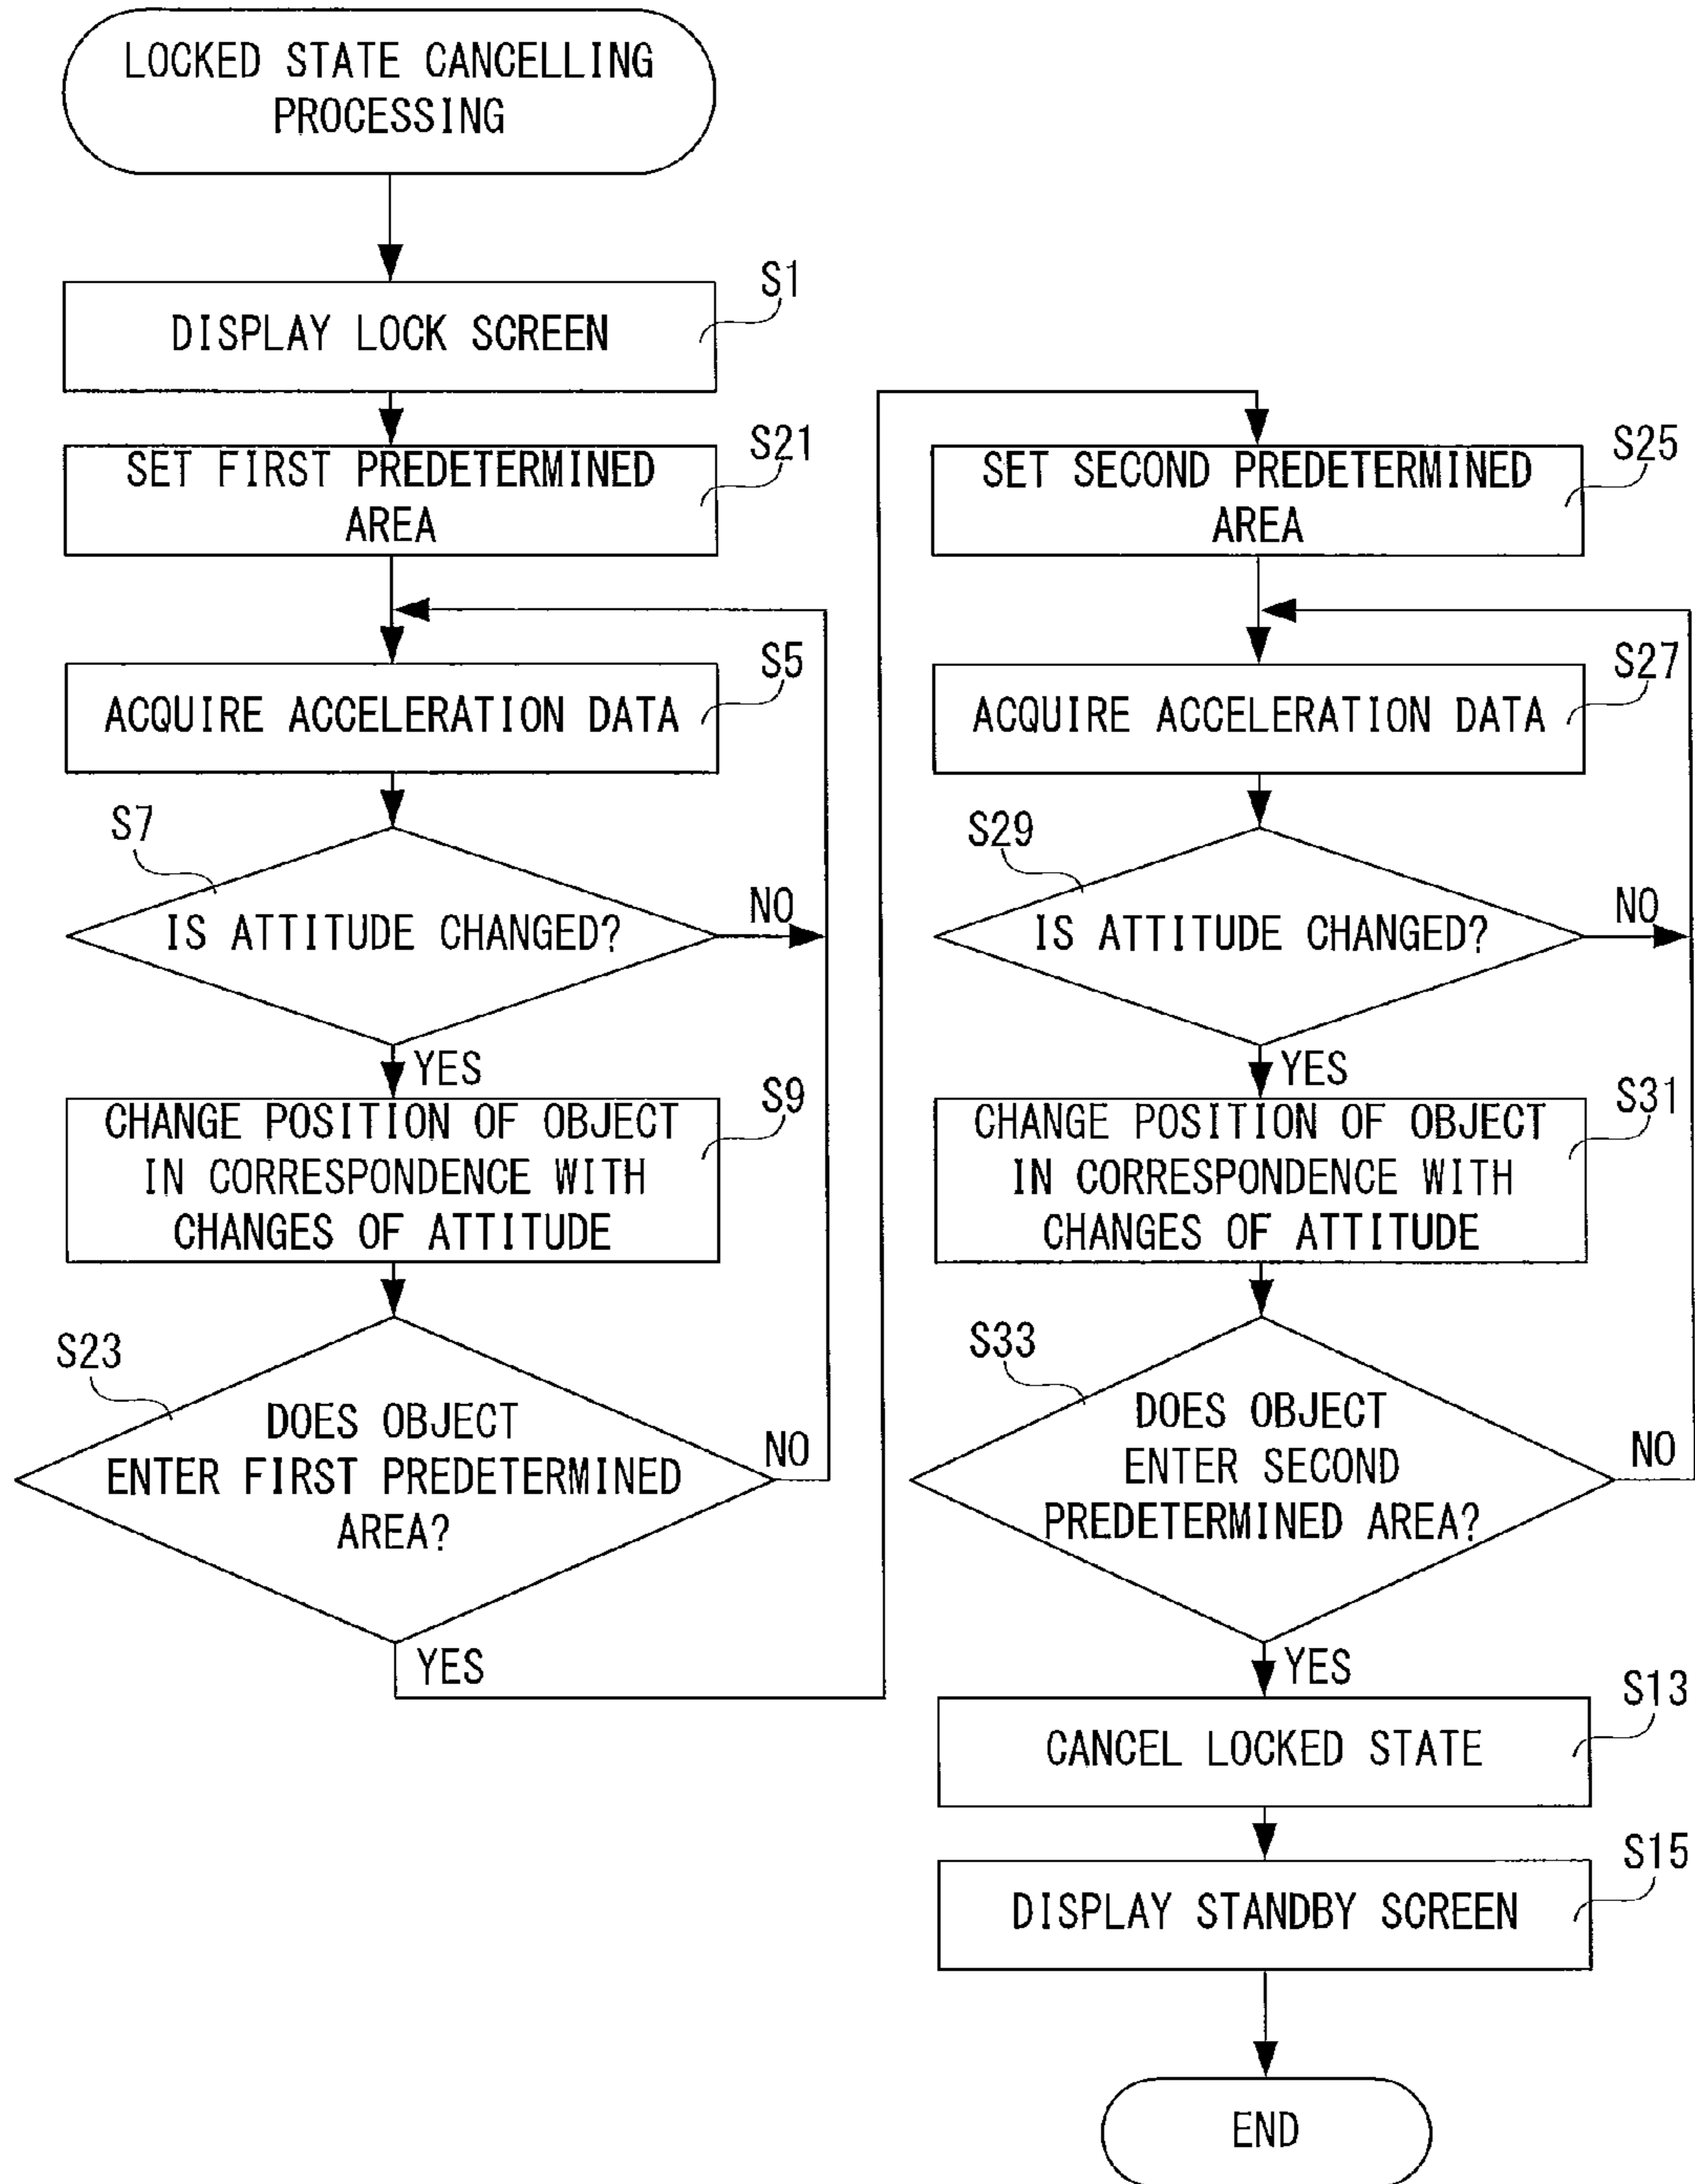 LOCKED STATE CANCELLING
PROCESSING
S1
DISPLAY LOCK SCREEN
S21
SET FIRST PREDETERMINED
AREA
S5
ACQUIRE ACCELERATION DATA
S7
IS ATTITUDE CHANGED?
NO
YES
S9
CHANGE POSITION OF OBJECT
IN CORRESPONDENCE WITH
CHANGES OF ATTITUDE
S23
DOES OBJECT
ENTER FIRST PREDETERMINED
AREA?
NO
YES
S25
SET SECOND PREDETERMINED
AREA
S27
ACQUIRE ACCELERATION DATA
S29
IS ATTITUDE CHANGED?
NO
YES
S31
CHANGE POSITION OF OBJECT
IN CORRESPONDENCE WITH
CHANGES OF ATTITUDE
S33
DOES OBJECT
ENTER SECOND
PREDETERMINED AREA?
NO
YES
S13
CANCEL LOCKED STATE
S15
DISPLAY STANDBY SCREEN
END